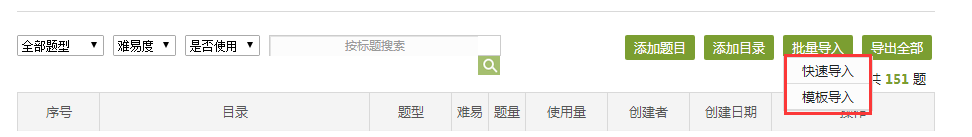 全部题型 难易度 是否使用 按标题搜索 添加题目 添加目录 批量导入 导出全部
快速导入
共 151 题
模板导入
序号 目录 题型 难易 题量 使用量 创建者 创建日期 操作